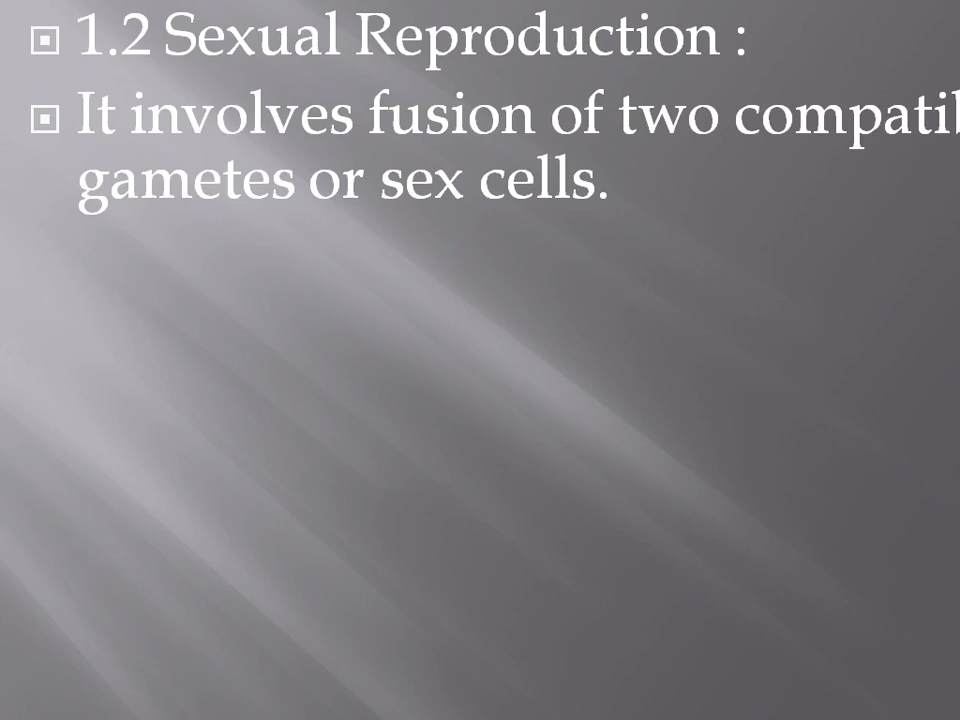 1.2 Sexual Reproduction :
It involves fusion of two
gametes or sex cells.